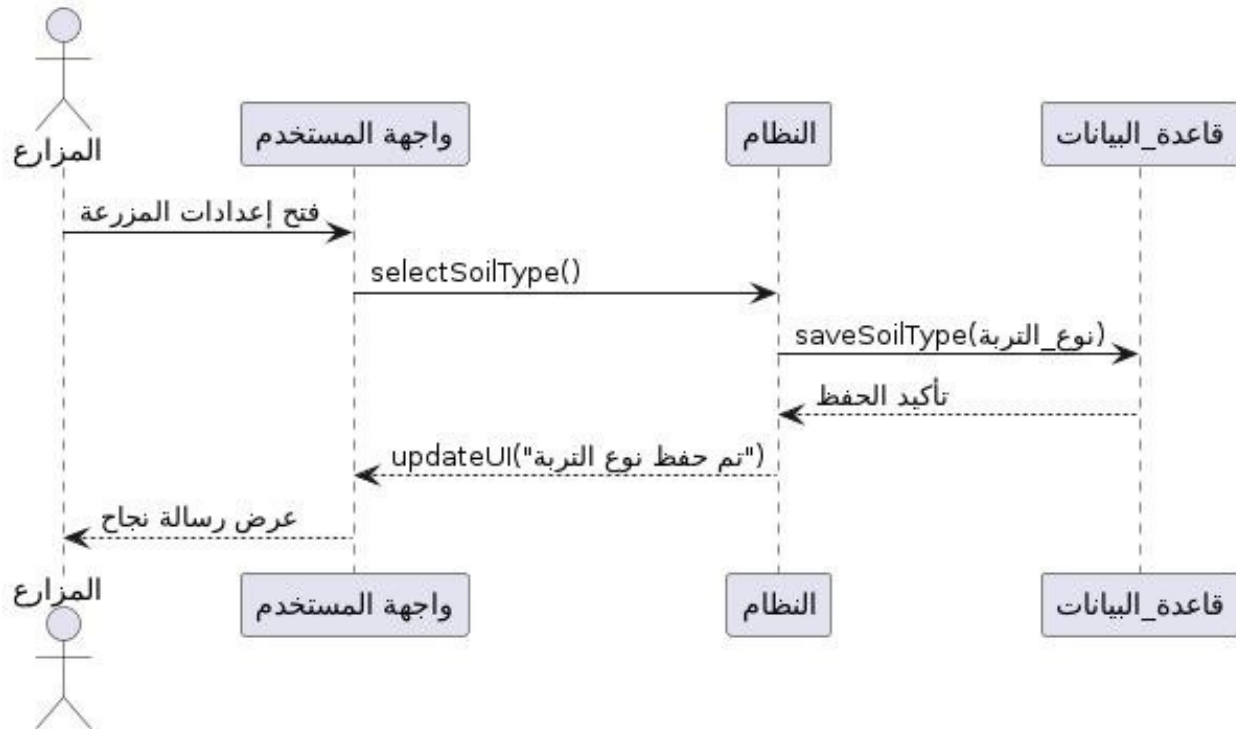 المزارع
واجهة المستخدم
النظام
قاعدة_البيانات
فتح إعدادات المزرعة
selectSoilType()
saveSoilType(نوع_التربة)
تأكيد الحفظ
updateUI("تم حفظ نوع التربة")
عرض رسالة نجاح
المزارع
واجهة المستخدم
النظام
قاعدة_البيانات